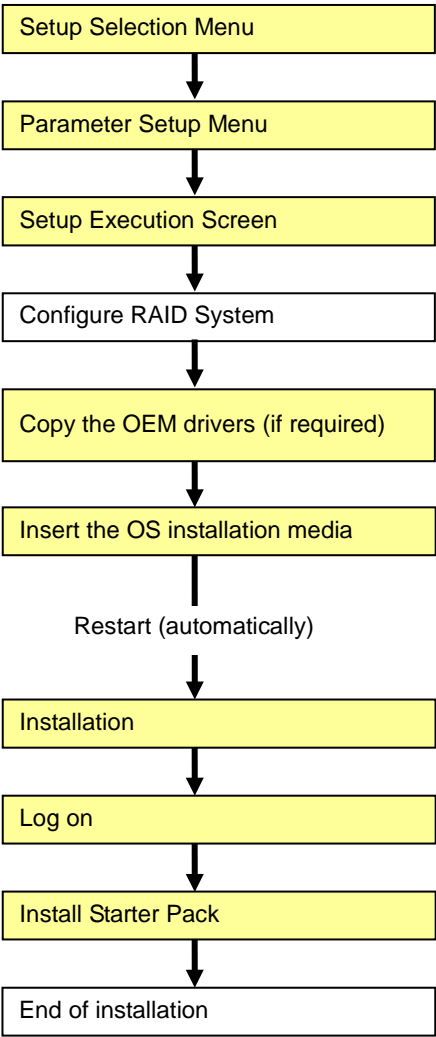 Setup Selection Menu
Parameter Setup Menu
Setup Execution Screen
Configure RAID System
Copy the OEM drivers (if required)
Insert the OS installation media
Restart (automatically)
Installation
Log on
Install Starter Pack
End of installation